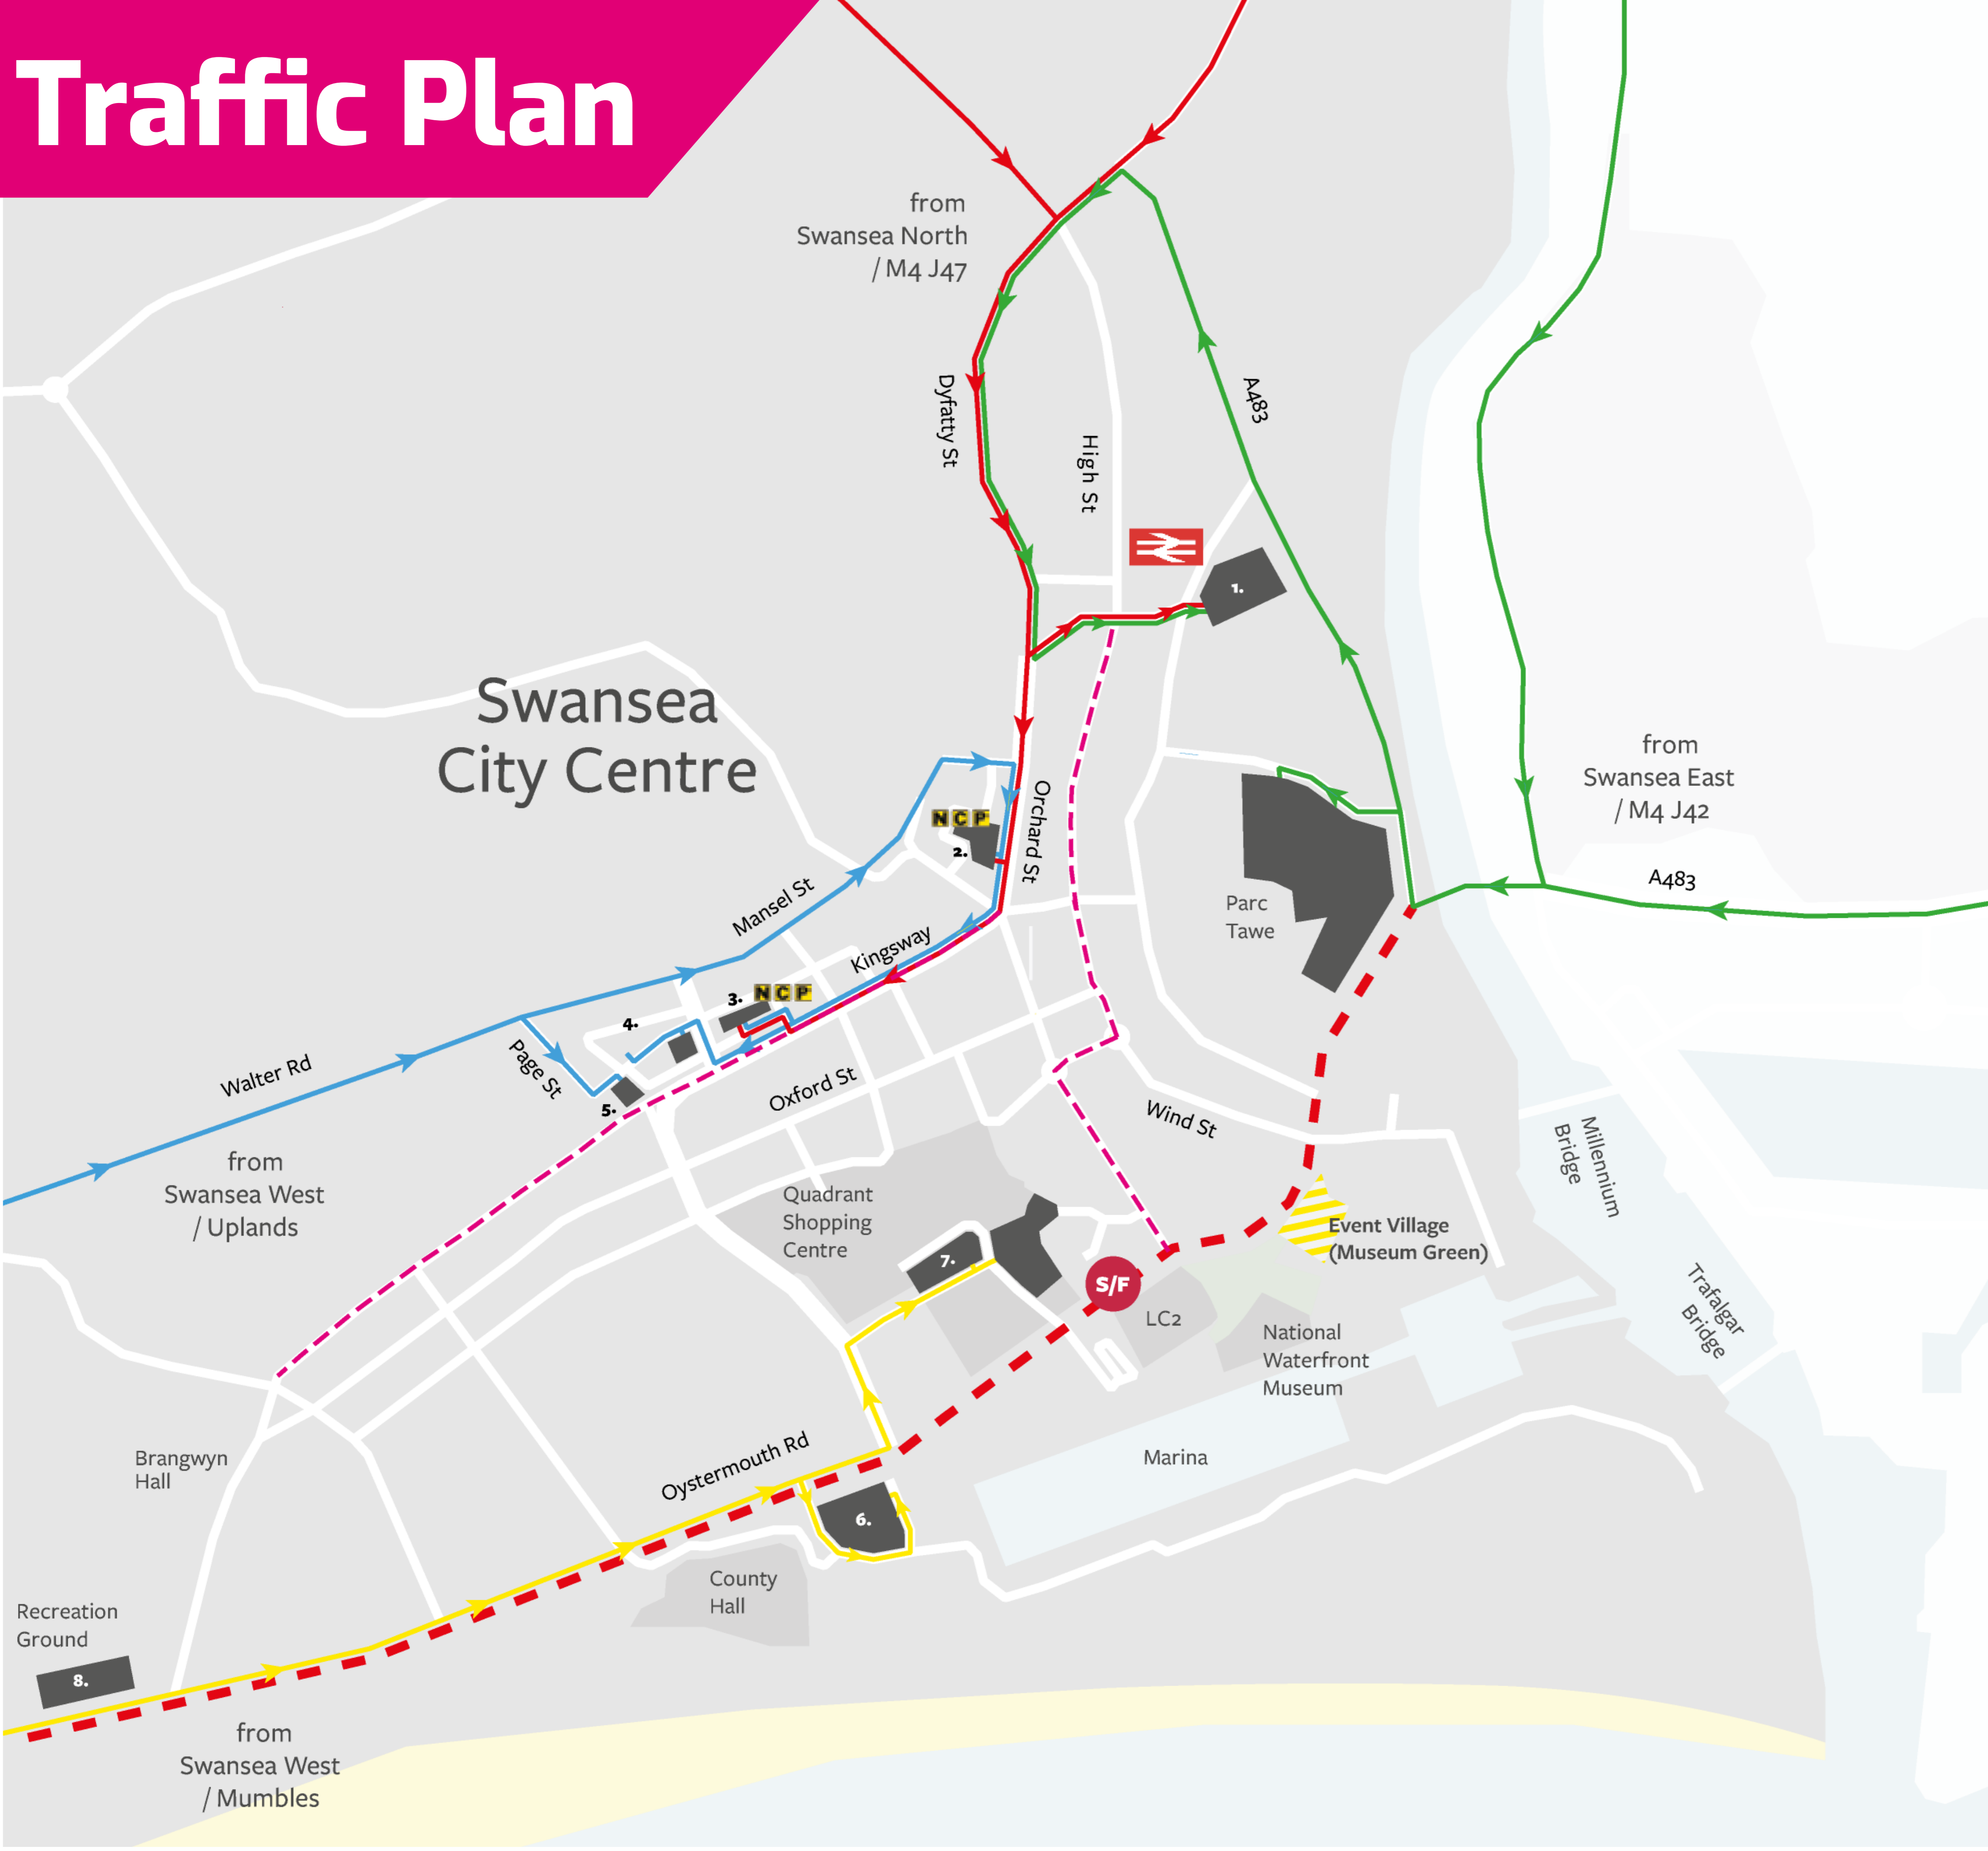 Traffic Plan
from
Swansea North
/ M4 J47
Dyfatty St
High St
A483
1.
Swansea
City Centre
from
Swansea East
/ M4 J42
A483
Orchard St
NCP
2.
Mansel St
Kingsway
Parc
Tawe
3.
NCP
4.
5.
Page St
Walter Rd
Oxford St
Wind St
from
Swansea West
/ Uplands
Quadrant
Shopping
Centre
Millennium
Bridge
Event Village
(Museum Green)
7.
S/F
LC2
Trafalgar
Bridge
National
Waterfront
Museum
Marina
Brangwyn
Hall
Oystermouth Rd
6.
County
Hall
Recreation
Ground
8.
from
Swansea West
/ Mumbles